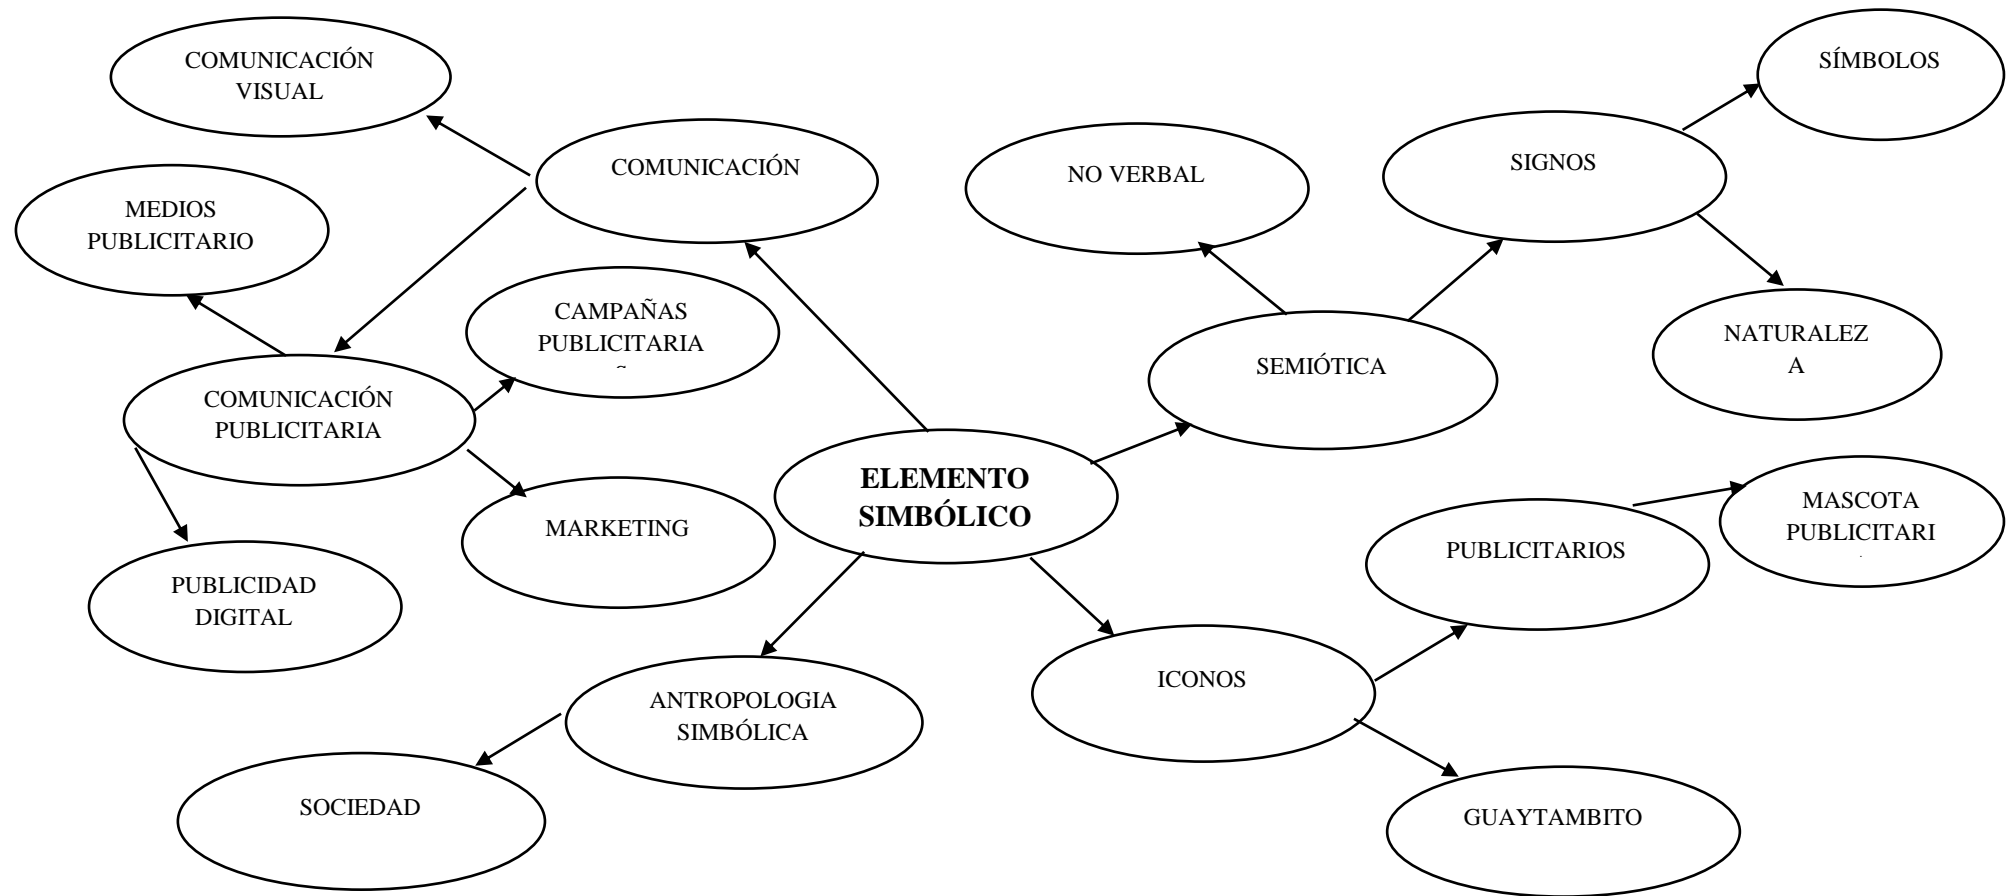 COMUNICACIÓN
VISUAL
SÍMBOLOS
COMUNICACIÓN
NO VERBAL
SIGNOS
MEDIOS
PUBLICITARIO
CAMPAÑAS
PUBLICITARIA
NATURALEZ
A
SEMIÓTICA
COMUNICACIÓN
PUBLICITARIA
ELEMENTO
SIMBÓLICO
MASCOTA
PUBLICITARI
MARKETING
PUBLICITARIOS
PUBLICIDAD
DIGITAL
ANTROPOLOGIA
SIMBÓLICA
ICONOS
SOCIEDAD
GUAYTAMBITO